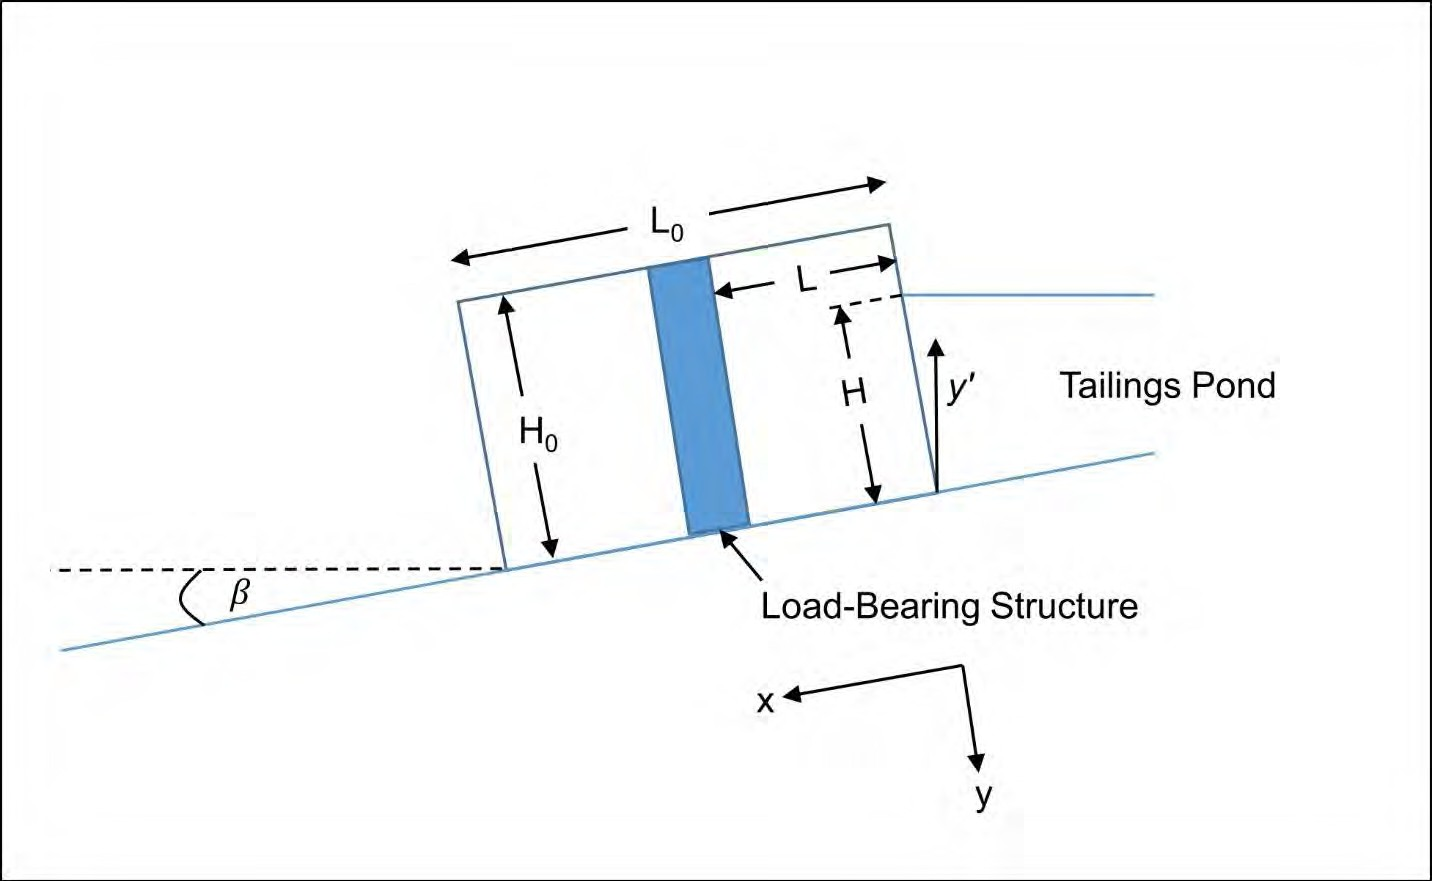 L₀
L
H₀
H
y'
Tailings Pond
β
Load-Bearing Structure
x
y